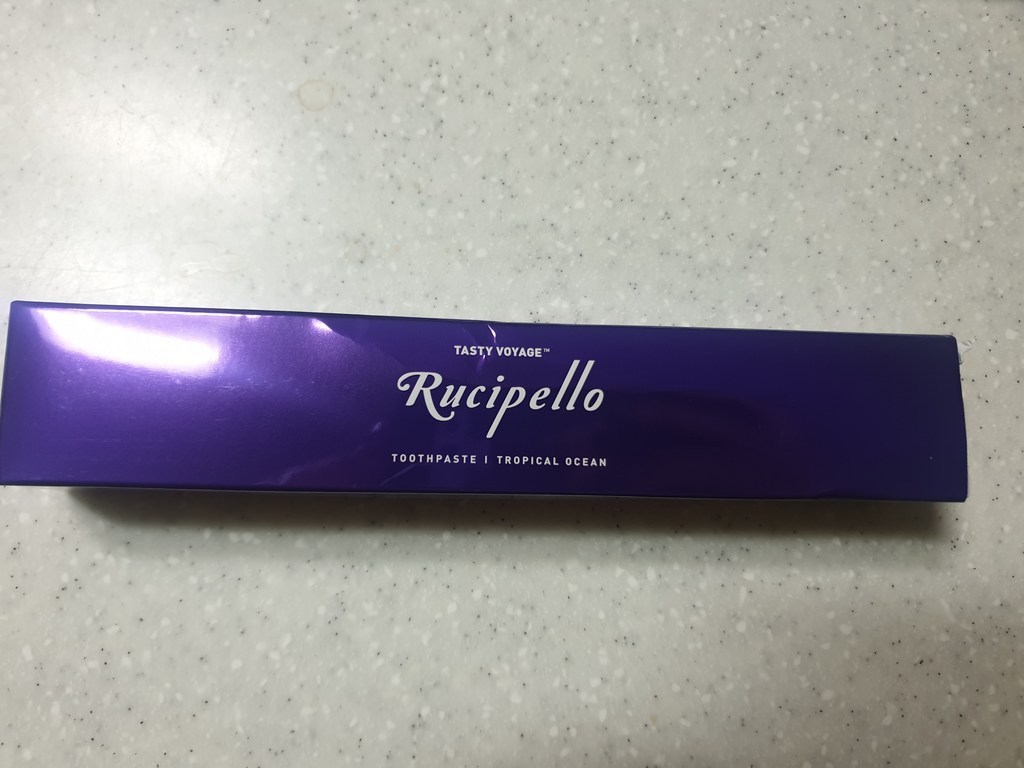 TASTY VOYAGE™
Rucipello
TOOTHPASTE | TROPICAL OCEAN